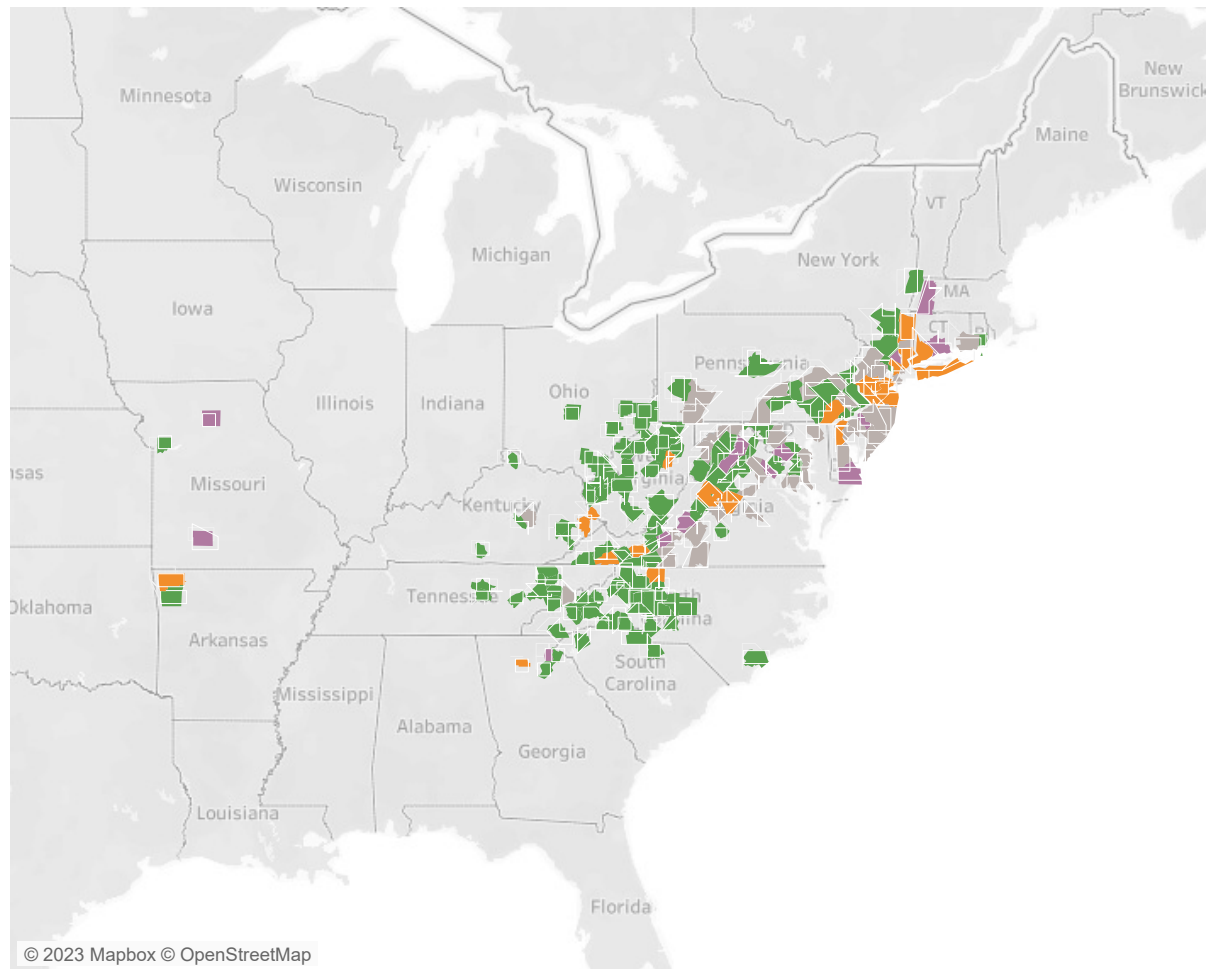 New
Brunswick
Minnesota
Maine
Wisconsin
VT
Michigan
New York
MA
Iowa
CT
Ohio
Illinois
Indiana
Missouri
Kentucky
Oklahoma
Tennessee
Arkansas
South
Carolina
Mississippi
Alabama
Georgia
Louisiana
Florida
© 2023 Mapbox © OpenStreetMap